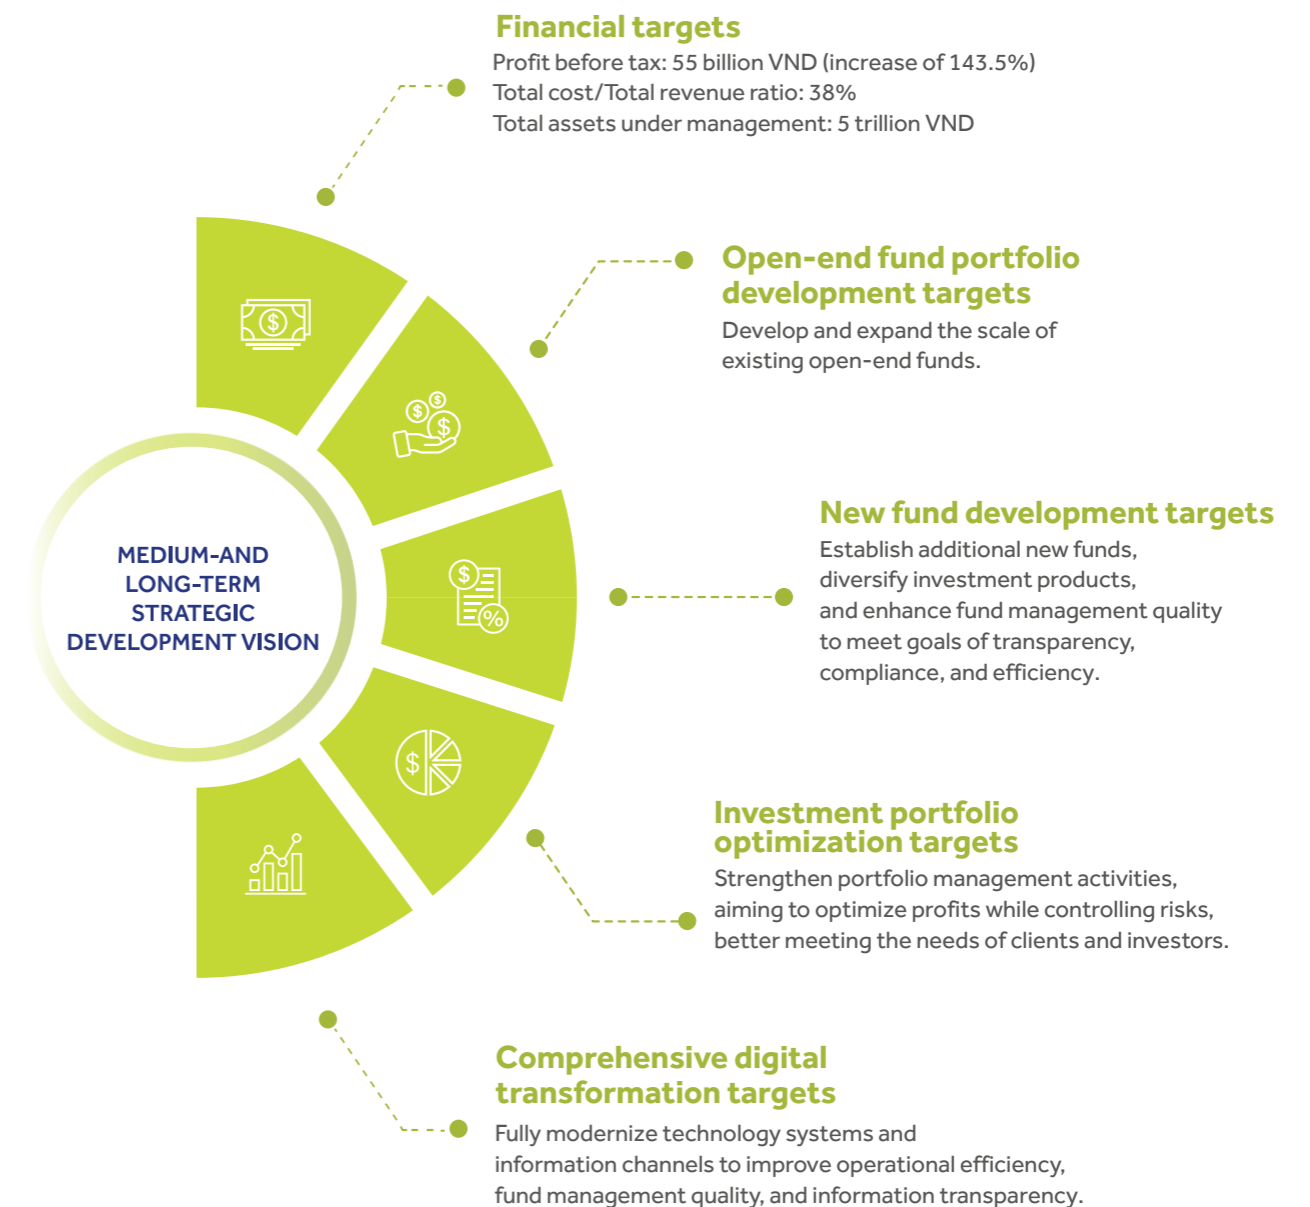 Financial targets
Profit before tax: 55 billion VND (increase of 143.5%)
Total cost/Total revenue ratio: 38%
Total assets under management: 5 trillion VND
Open-end fund portfolio
development targets
Develop and expand the scale of
existing open-end funds.
MEDIUM-AND
LONG-TERM
STRATEGIC
DEVELOPMENT VISION
New fund development targets
Establish additional new funds,
diversify investment products,
and enhance fund management quality
to meet goals of transparency,
compliance, and efficiency.
Investment portfolio
optimization targets
Strengthen portfolio management activities,
aiming to optimize profits while controlling risks,
better meeting the needs of clients and investors.
Comprehensive digital
transformation targets
Fully modernize technology systems and
information channels to improve operational efficiency,
fund management quality, and information transparency.